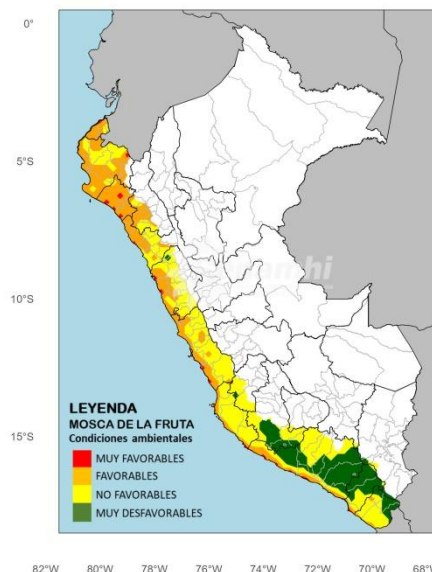 0°
5°S
10°S
15°S
LEYENDA
MOSCA DE LA FRUTA
Condiciones ambientales
MUY FAVORABLES
FAVORABLES
NO FAVORABLES
MUY DESFAVORABLES
82°W 80°W 78°W 76°W 74°W 72°W 70°W 68°W